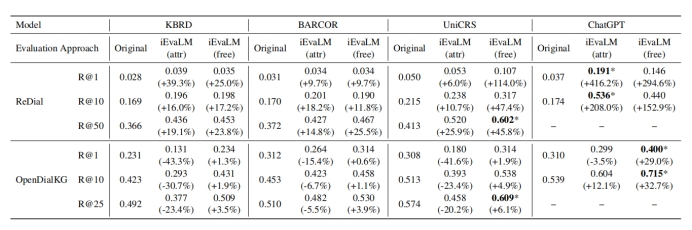 Model KBRD BARCOR UniCRS ChatGPT
Evaluation Approach Original iEvaLM (attr) iEvaLM (free) Original iEvaLM (attr) iEvaLM (free) Original iEvaLM (attr) iEvaLM (free) Original iEvaLM (attr) iEvaLM (free)
ReDial
R@1 0.028 0.039 0.035 0.031 0.034 0.034 0.050 0.053 0.107 0.037 0.191* 0.146
(+39.3%) (+25.0%) (+9.7%) (+9.7%) (+6.0%) (+114.0%) (+416.2%) (+294.6%)
R@10 0.169 0.196 0.198 0.170 0.201 0.190 0.215 0.238 0.317 0.174 0.536* 0.440
(+16.0%) (+17.2%) (+18.2%) (+11.8%) (+10.7%) (+47.4%) (+208.0%) (+152.9%)
R@50 0.366 0.436 0.453 0.372 0.427 0.467 0.413 0.520 0.602* – – –
(+19.1%) (+23.8%) (+14.8%) (+25.5%) (+25.9%) (+45.8%)
OpenDialKG
R@1 0.231 0.131 0.234 0.312 0.264 0.314 0.308 0.180 0.314 0.310 0.299 0.400*
(-43.3%) (+1.3%) (-15.4%) (+0.6%) (-41.6%) (+1.9%) (-3.5%) (+29.0%)
R@10 0.423 0.293 0.431 0.453 0.423 0.458 0.513 0.393 0.538 0.539 0.604 0.715*
(-30.7%) (+1.9%) (-6.7%) (+1.1%) (-23.4%) (+4.9%) (+12.1%) (+32.7%)
R@25 0.492 0.377 0.509 0.510 0.482 0.530 0.574 0.458 0.609* – – –
(-23.4%) (+3.5%) (-5.5%) (+3.9%) (-20.2%) (+6.1%)